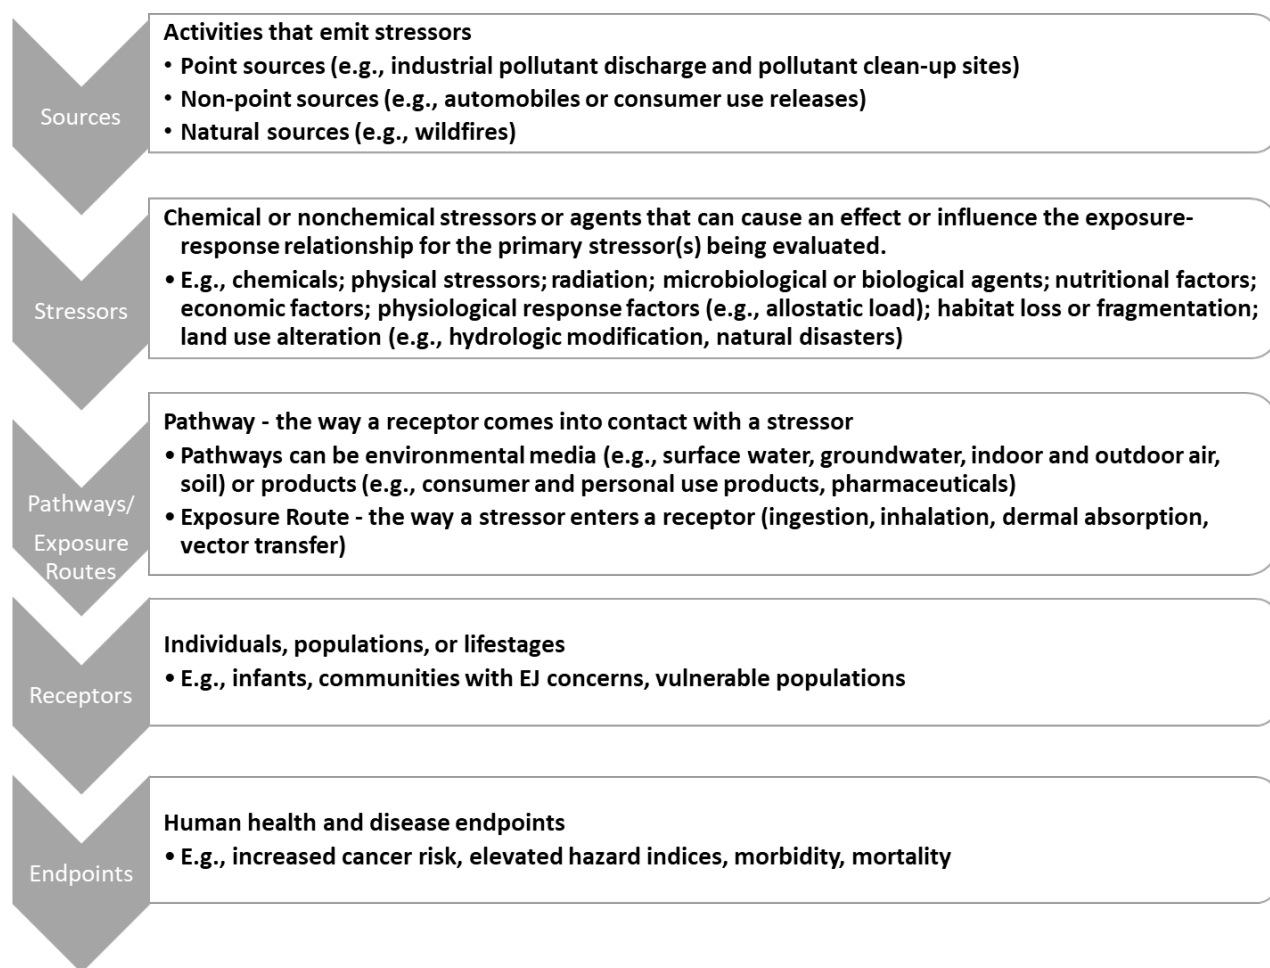 Sources
Activities that emit stressors
• Point sources (e.g., industrial pollutant discharge and pollutant clean-up sites)
• Non-point sources (e.g., automobiles or consumer use releases)
• Natural sources (e.g., wildfires)
Stressors
Chemical or nonchemical stressors or agents that can cause an effect or influence the exposure-
response relationship for the primary stressor(s) being evaluated.
• E.g., chemicals; physical stressors; radiation; microbiological or biological agents; nutritional factors;
economic factors; physiological response factors (e.g., allostatic load); habitat loss or fragmentation;
land use alteration (e.g., hydrologic modification, natural disasters)
Pathways/
Exposure
Routes
Pathway - the way a receptor comes into contact with a stressor
• Pathways can be environmental media (e.g., surface water, groundwater, indoor and outdoor air,
soil) or products (e.g., consumer and personal use products, pharmaceuticals)
• Exposure Route - the way a stressor enters a receptor (ingestion, inhalation, dermal absorption,
vector transfer)
Receptors
Individuals, populations, or lifestages
• E.g., infants, communities with EJ concerns, vulnerable populations
Endpoints
Human health and disease endpoints
• E.g., increased cancer risk, elevated hazard indices, morbidity, mortality